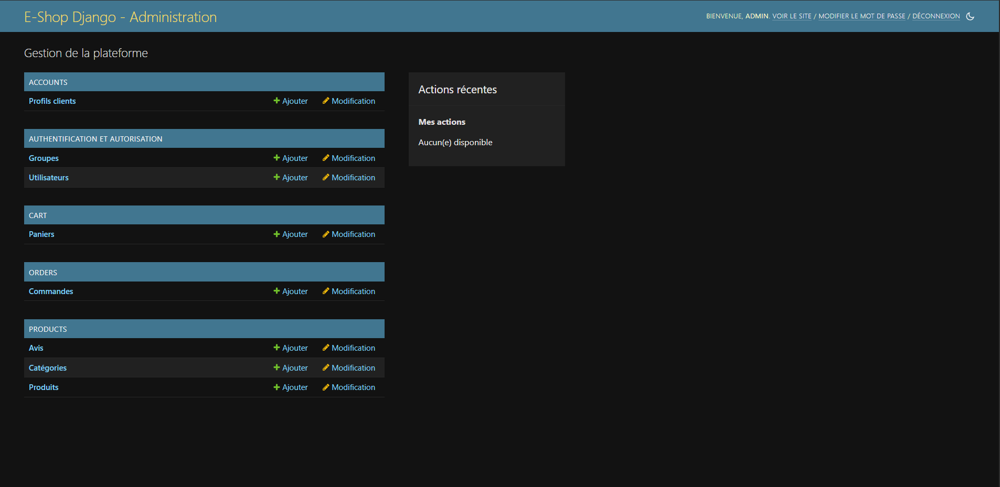 E-Shop Django - Administration
BIENVENUE, ADMIN. VOIR LE SITE / MODIFIER LE MOT DE PASSE / DÉCONNEXION
Gestion de la plateforme
ACCOUNTS
Profils clients Ajouter Modification
AUTHENTIFICATION ET AUTORISATION
Groupes Ajouter Modification
Utilisateurs Ajouter Modification
CART
Paniers Ajouter Modification
ORDERS
Commandes Ajouter Modification
PRODUCTS
Avis Ajouter Modification
Catégories Ajouter Modification
Produits Ajouter Modification
Actions récentes
Mes actions
Aucun(e) disponible